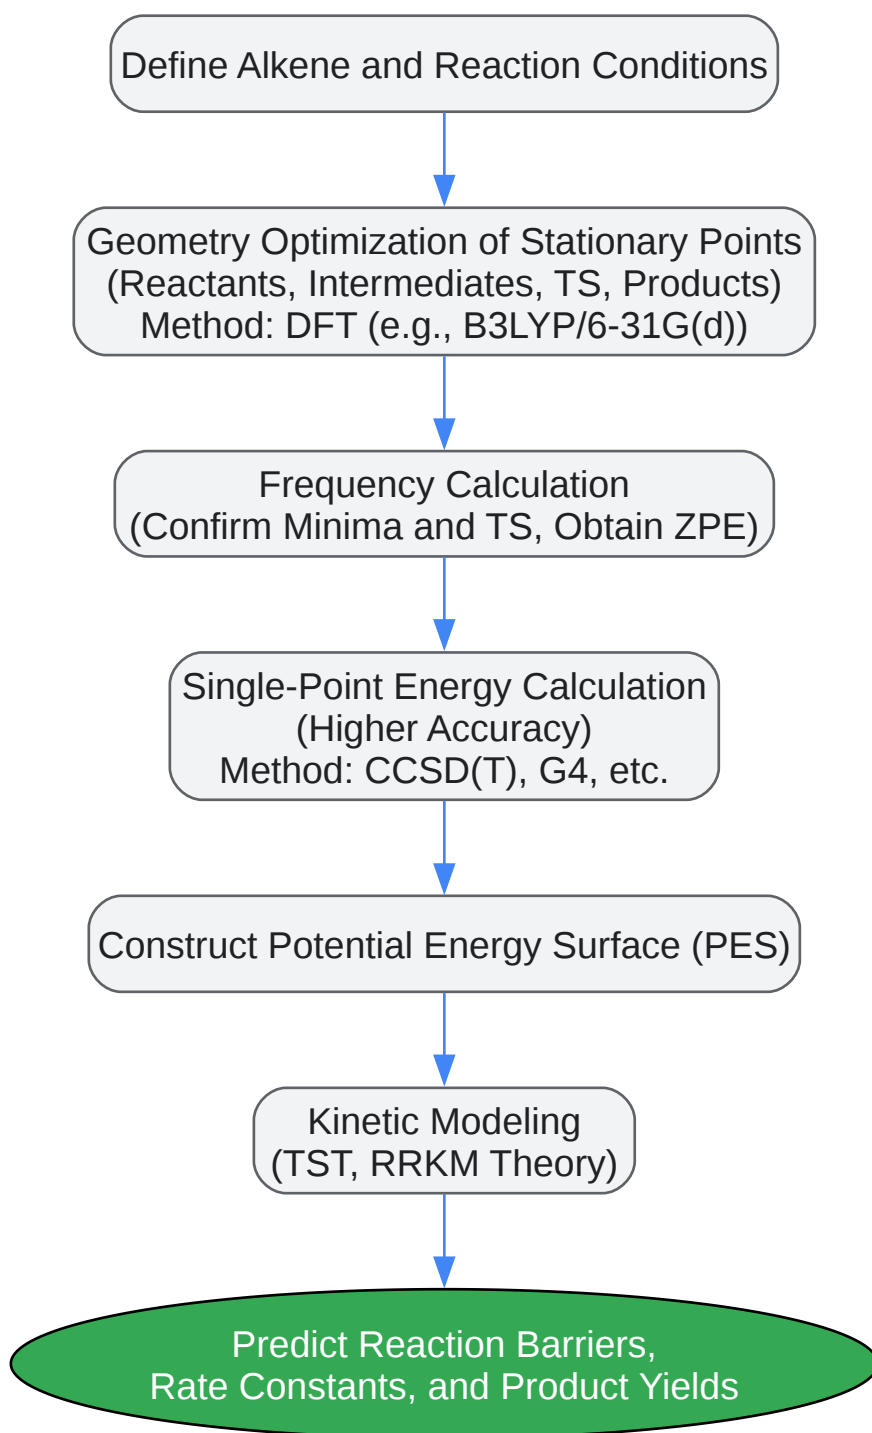 Define Alkene and Reaction Conditions
Geometry Optimization of Stationary Points
(Reactants, Intermediates, TS, Products)
Method: DFT (e.g., B3LYP/6-31G(d))
Frequency Calculation
(Confirm Minima and TS, Obtain ZPE)
Single-Point Energy Calculation
(Higher Accuracy)
Method: CCSD(T), G4, etc.
Construct Potential Energy Surface (PES)
Kinetic Modeling
(TST, RRKM Theory)
Predict Reaction Barriers,
Rate Constants, and Product Yields